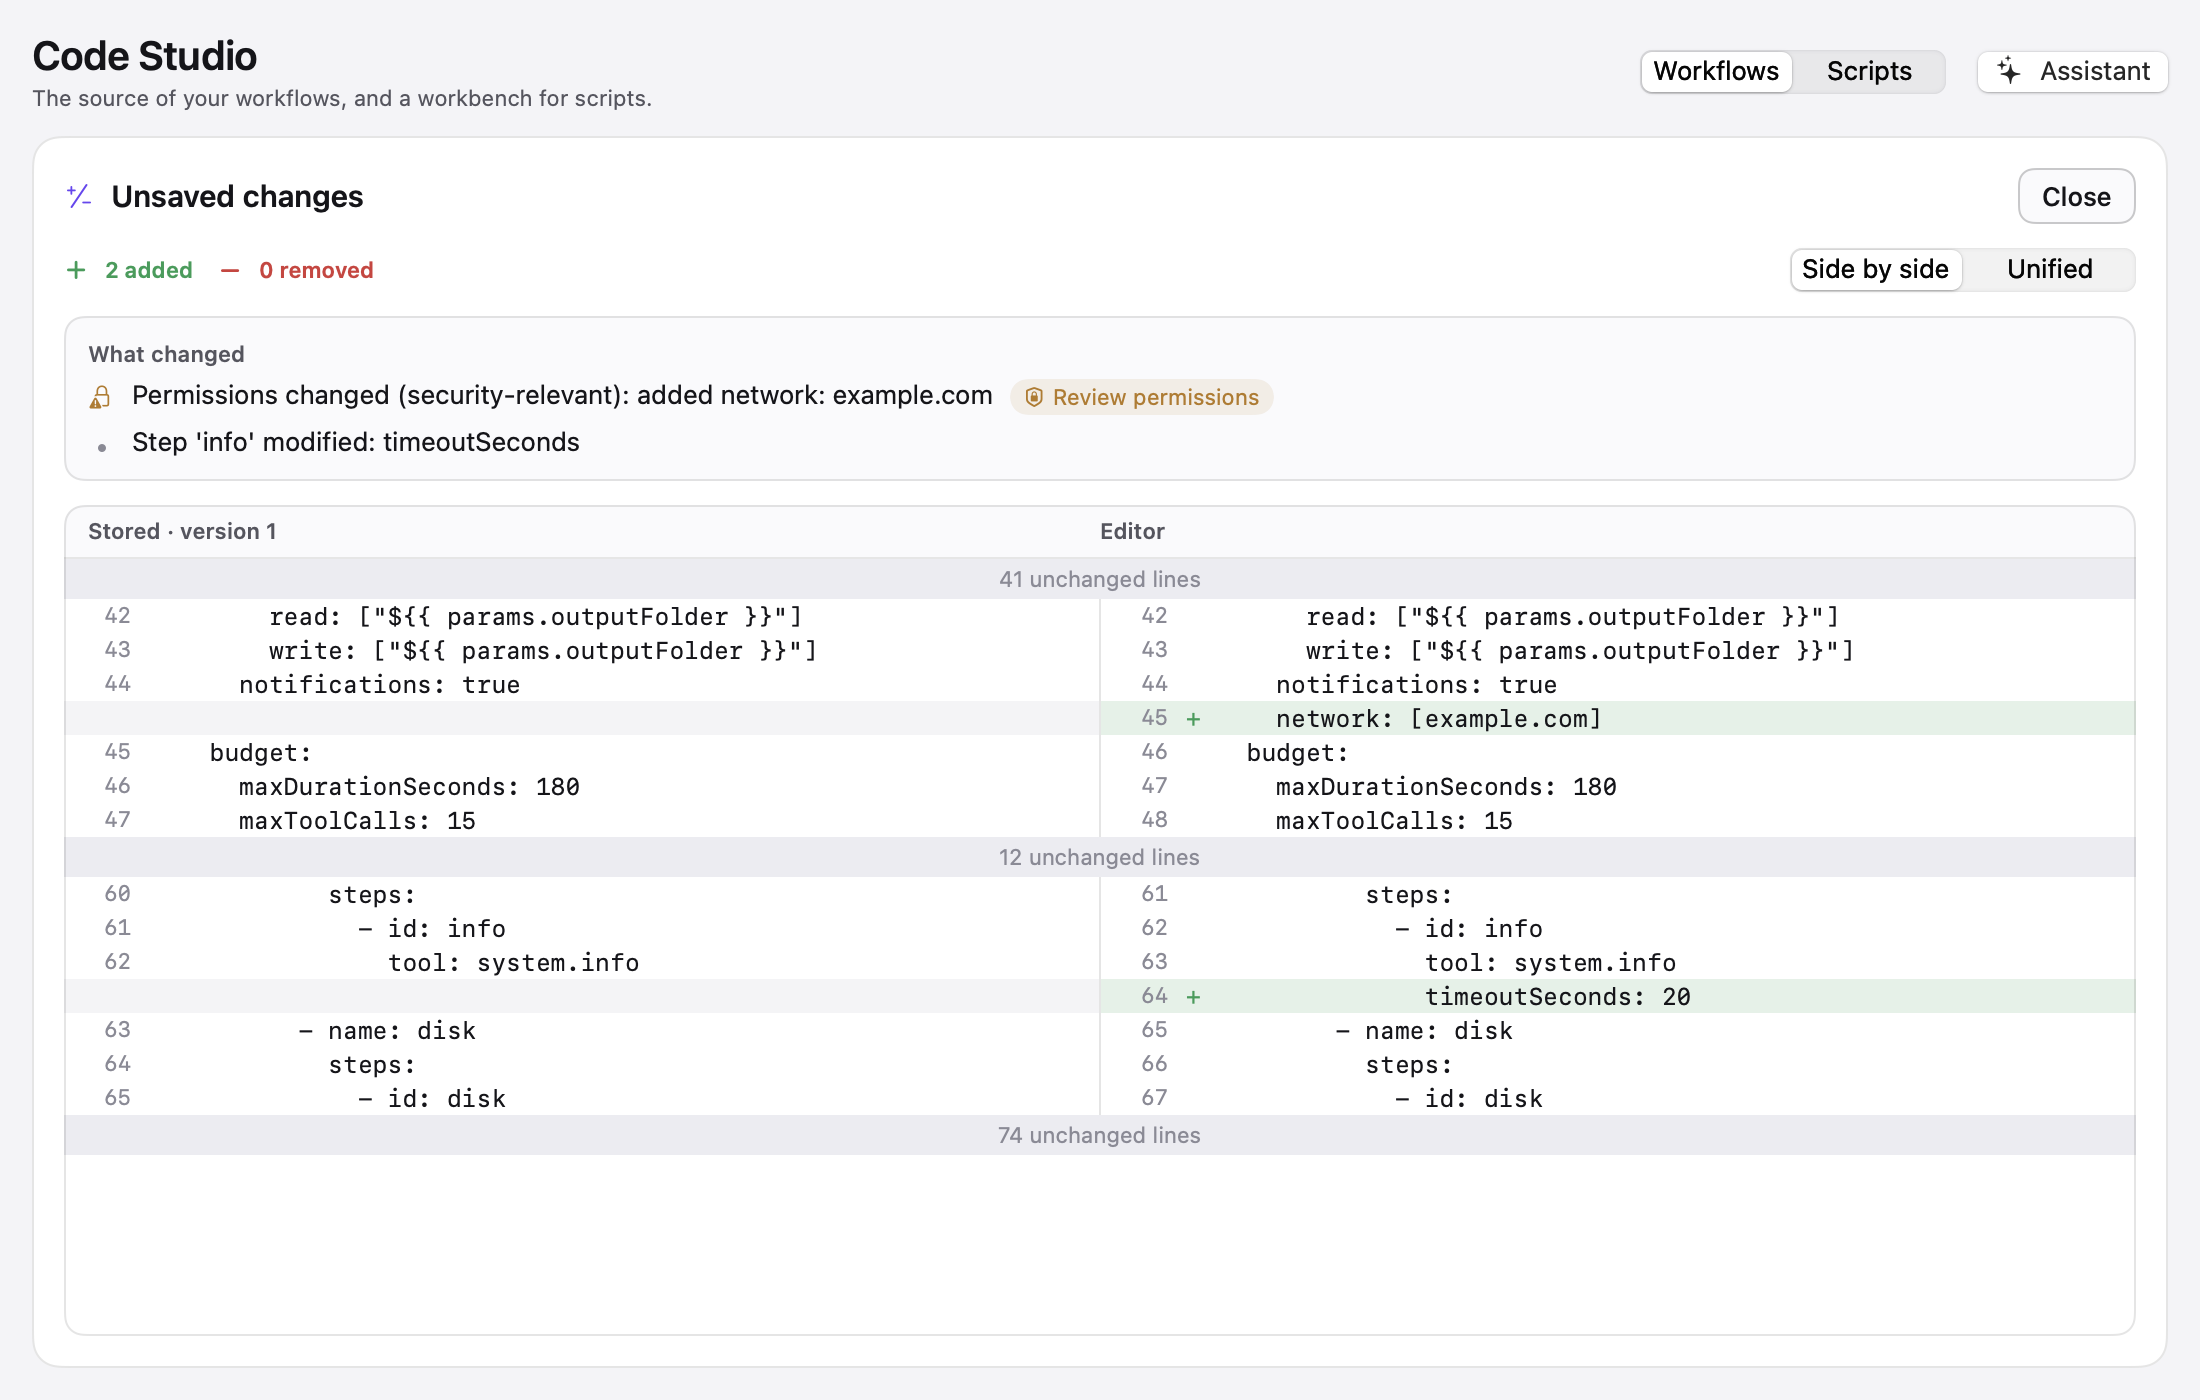 Code Studio
The source of your workflows, and a workbench for scripts.
Workflows Scripts Assistant
Unsaved changes
Close
+ 2 added − 0 removed
Side by side Unified
What changed
Permissions changed (security-relevant): added network: example.com Review permissions
• Step 'info' modified: timeoutSeconds
Stored · version 1 Editor
41 unchanged lines
42 read: ["${{ params.outputFolder }}"] 42 read: ["${{ params.outputFolder }}"]
43 write: ["${{ params.outputFolder }}"] 43 write: ["${{ params.outputFolder }}"]
44 notifications: true 44 notifications: true
45 + network: [example.com]
45 budget: 46 budget:
46 maxDurationSeconds: 180 47 maxDurationSeconds: 180
47 maxToolCalls: 15 48 maxToolCalls: 15
12 unchanged lines
60 steps: 61 steps:
61 - id: info 62 - id: info
62 tool: system.info 63 tool: system.info
64 + timeoutSeconds: 20
63 - name: disk 65 - name: disk
64 steps: 66 steps:
65 - id: disk 67 - id: disk
74 unchanged lines